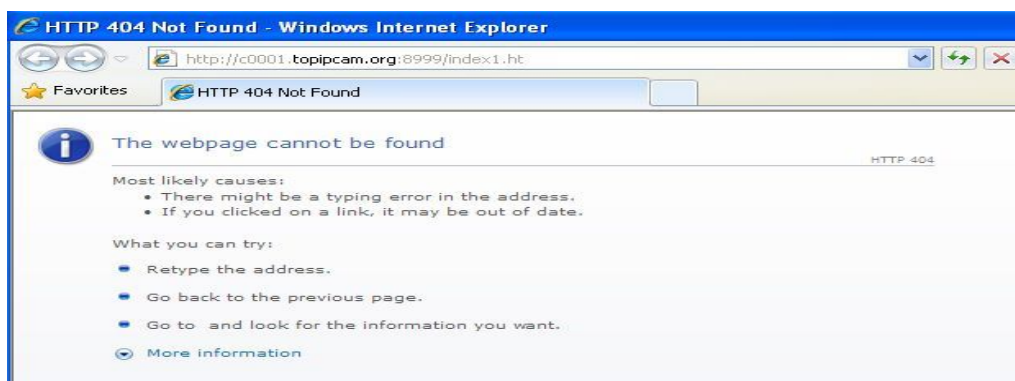 HTTP 404 Not Found - Windows Internet Explorer
http://c0001.topipcam.org:8999/index1.ht
Favorites
HTTP 404 Not Found
The webpage cannot be found
HTTP 404
Most likely causes:
• There might be a typing error in the address.
• If you clicked on a link, it may be out of date.
What you can try:
Retype the address.
Go back to the previous page.
Go to and look for the information you want.
More information